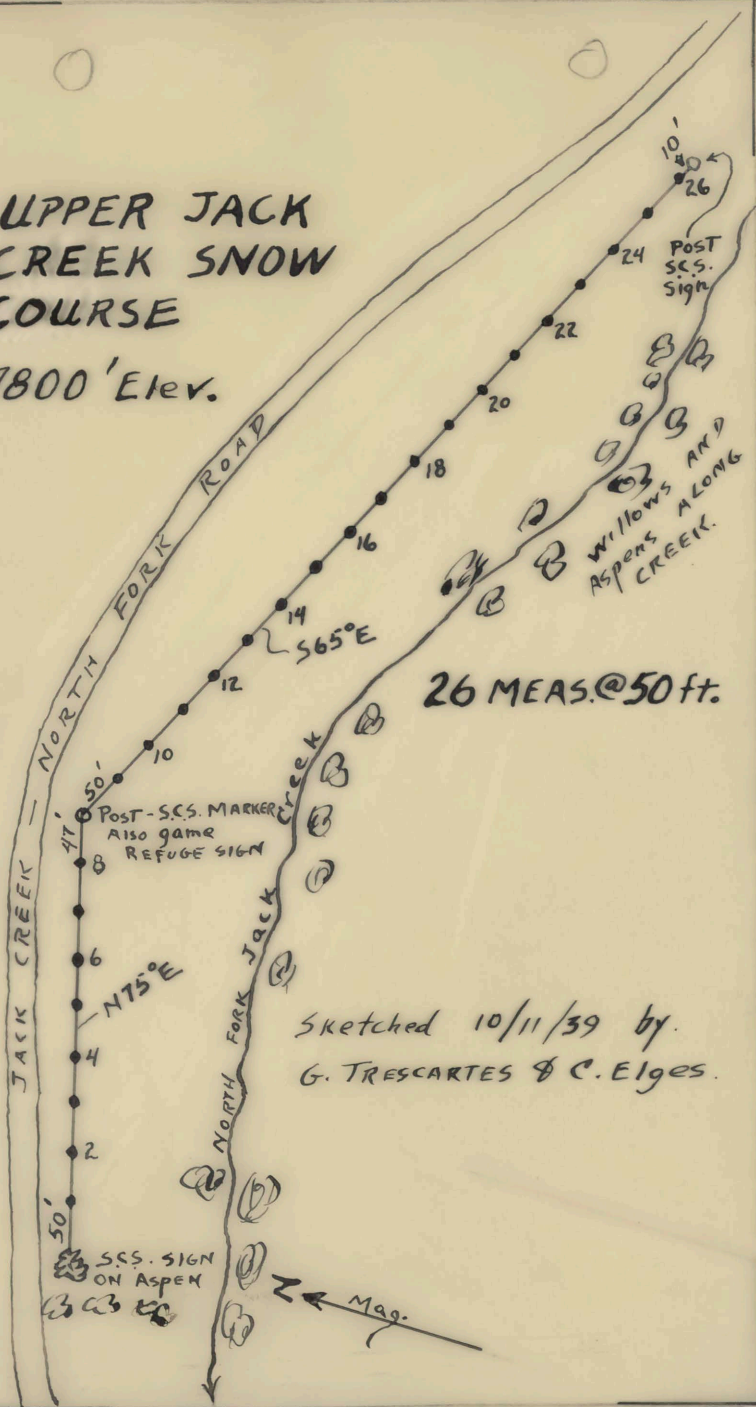 UPPER JACK
CREEK SNOW
COURSE
7800' Elev.
10'
26
POST
S.C.S.
Sign
24
22
20
18
16
14
S65°E
12
10
50'
WILLOWS AND
Aspens ALONG
CREEK.
26 MEAS.@50ft.
JACK CREEK — NORTH FORK ROAD
POST-S.C.S. MARKER
Also game
REFUGE SIGN
47'
8
6
N75°E
4
2
50'
S.C.S. SIGN
ON ASPEN
NORTH FORK Jack Creek
Sketched 10/11/39 by.
G. TRESCARTES & C. Elges.
N
Mag.